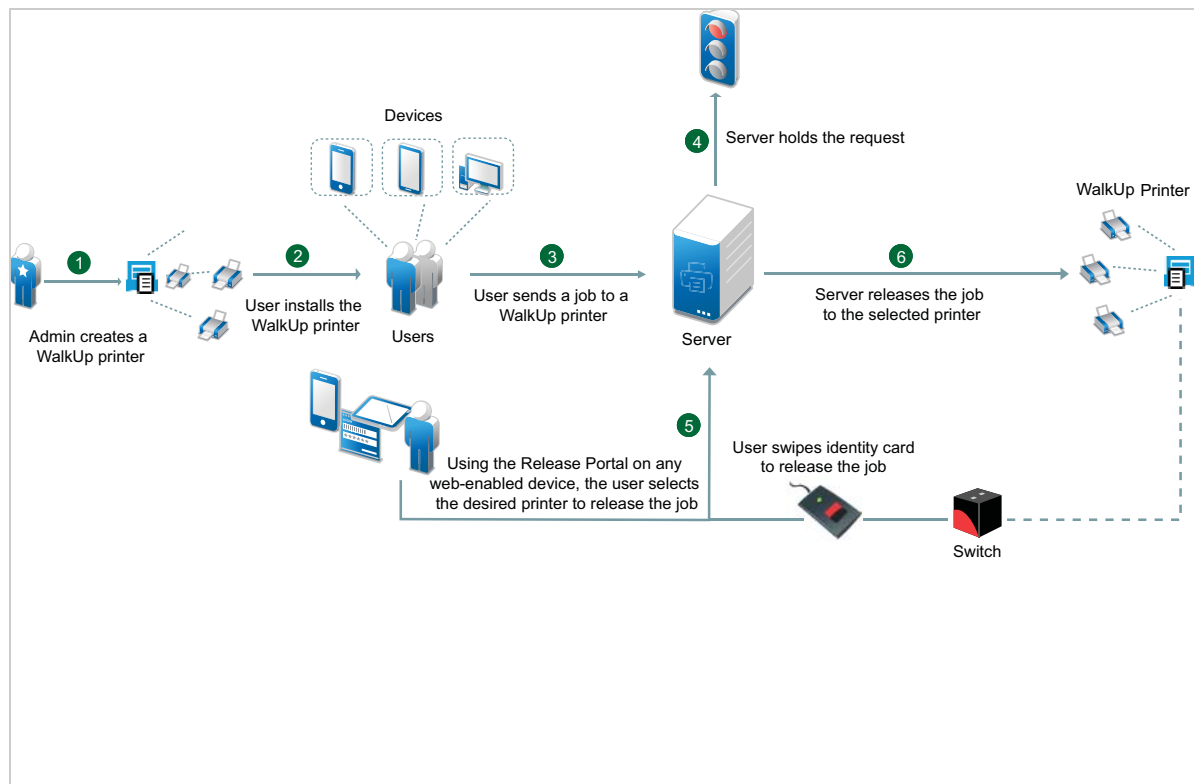 Devices
4
Server holds the request
WalkUp Printer
1
2
3
6
Admin creates a
WalkUp printer
User installs the
WalkUp printer
Users
User sends a job to a
WalkUp printer
Server
Server releases the job
to the selected printer
5
Using the Release Portal on any
web-enabled device, the user selects
the desired printer to release the job
User swipes identity card
to release the job
Switch